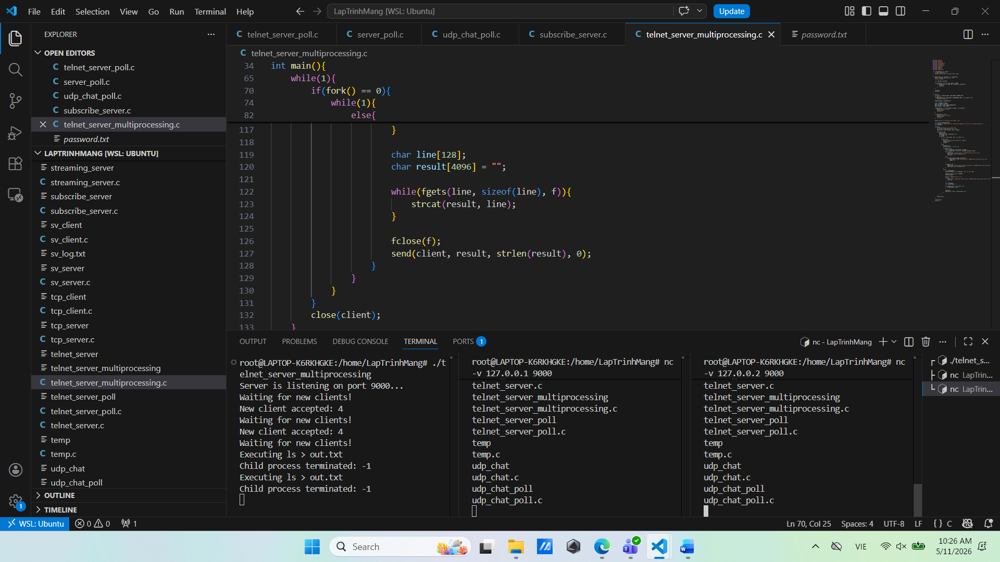 File Edit Selection View Go Run Terminal Help
LapTrinhMang [WSL: Ubuntu]
Update
EXPLORER
OPEN EDITORS
telnet_server_poll.c
server_poll.c
udp_chat_poll.c
subscribe_server.c
telnet_server_multiprocessing.c
password.txt
LAPTRINHMANG [WSL: UBUNTU]
streaming_server
streaming_server.c
subscribe_server
subscribe_server.c
sv_client
sv_client.c
sv_log.txt
sv_server
sv_server.c
tcp_client
tcp_client.c
tcp_server
tcp_server.c
telnet_server
telnet_server_multiprocessing
telnet_server_multiprocessing.c
telnet_server_poll
telnet_server_poll.c
telnet_server.c
temp
temp.c
udp_chat
udp_chat_poll
OUTLINE
TIMELINE
telnet_server_poll.c server_poll.c udp_chat_poll.c subscribe_server.c telnet_server_multiprocessing.c password.txt
telnet_server_multiprocessing.c
34 int main(){
65 while(1){
70 if(fork() == 0){
74 while(1){
82 else{
117 }
118
119 char line[128];
120 char result[4096] = "";
121
122 while(fgets(line, sizeof(line), f)){
123 strcat(result, line);
124 }
125
126 fclose(f);
127 send(client, result, strlen(result), 0);
128 }
129 }
130 }
131 }
132 close(client);
133 }
OUTPUT PROBLEMS DEBUG CONSOLE TERMINAL PORTS 1
nc - LapTrinhMang
root@LAPTOP-K6RKHGKE:/home/LapTrinhMang# ./t
elnet_server_multiprocessing
Server is listening on port 9000...
Waiting for new clients!
New client accepted: 4
Waiting for new clients!
New client accepted: 4
Waiting for new clients!
Executing ls > out.txt
Child process terminated: -1
Executing ls > out.txt
Child process terminated: -1
root@LAPTOP-K6RKHGKE:/home/LapTrinhMang# nc
-v 127.0.0.1 9000
telnet_server.c
telnet_server_multiprocessing
telnet_server_multiprocessing.c
telnet_server_poll
telnet_server_poll.c
temp
temp.c
udp_chat
udp_chat.c
udp_chat_poll
udp_chat_poll.c
root@LAPTOP-K6RKHGKE:/home/LapTrinhMang# nc
-v 127.0.0.2 9000
telnet_server.c
telnet_server_multiprocessing
telnet_server_multiprocessing.c
telnet_server_poll
telnet_server_poll.c
temp
temp.c
udp_chat
udp_chat.c
udp_chat_poll
udp_chat_poll.c
./telnet_s...
nc LapTrin...
nc LapTrin...
1
WSL: Ubuntu 0 0 1
Ln 70, Col 25 Spaces: 4 UTF-8 LF {} C
Search
VIE
10:26 AM
5/11/2026